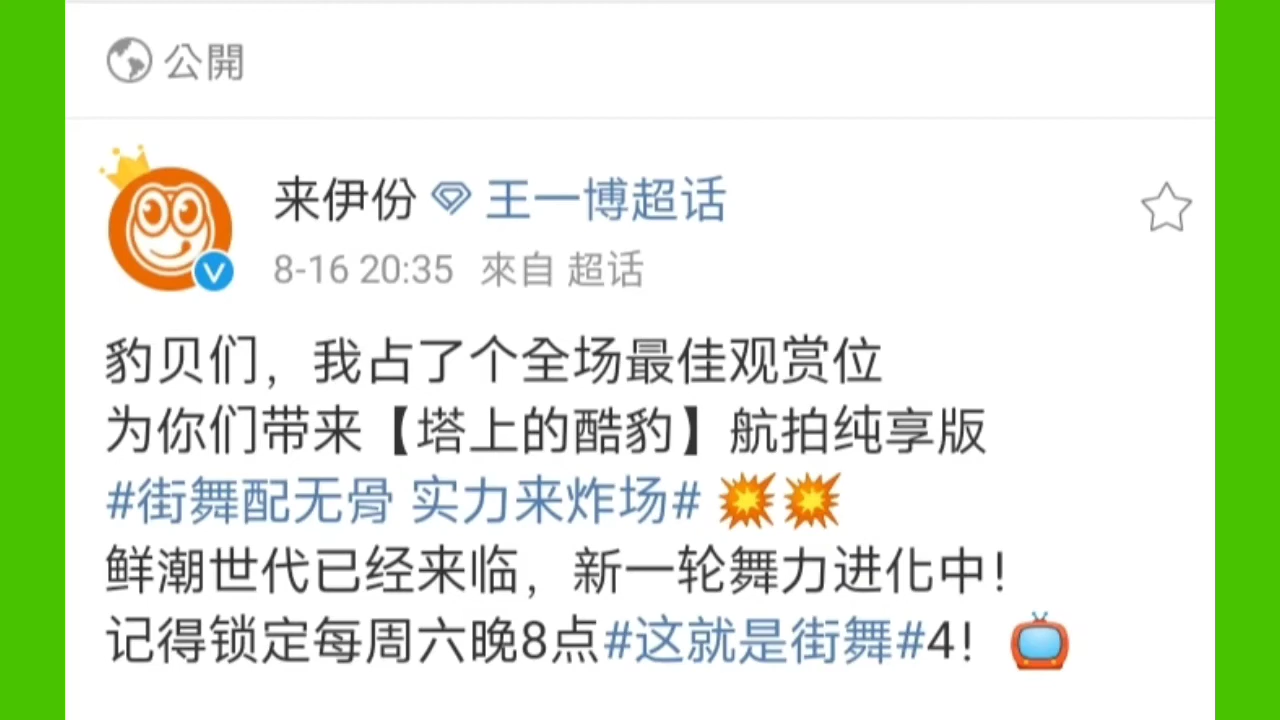 公開
来伊份 王一博超话
8-16 20:35 來自 超话
豹贝们，我占了个全场最佳观赏位
为你们带来【塔上的酷豹】航拍纯享版
#街舞配无骨 实力来炸场# 💥💥
鲜潮世代已经来临，新一轮舞力进化中！
记得锁定每周六晚8点#这就是街舞#4！ 📺